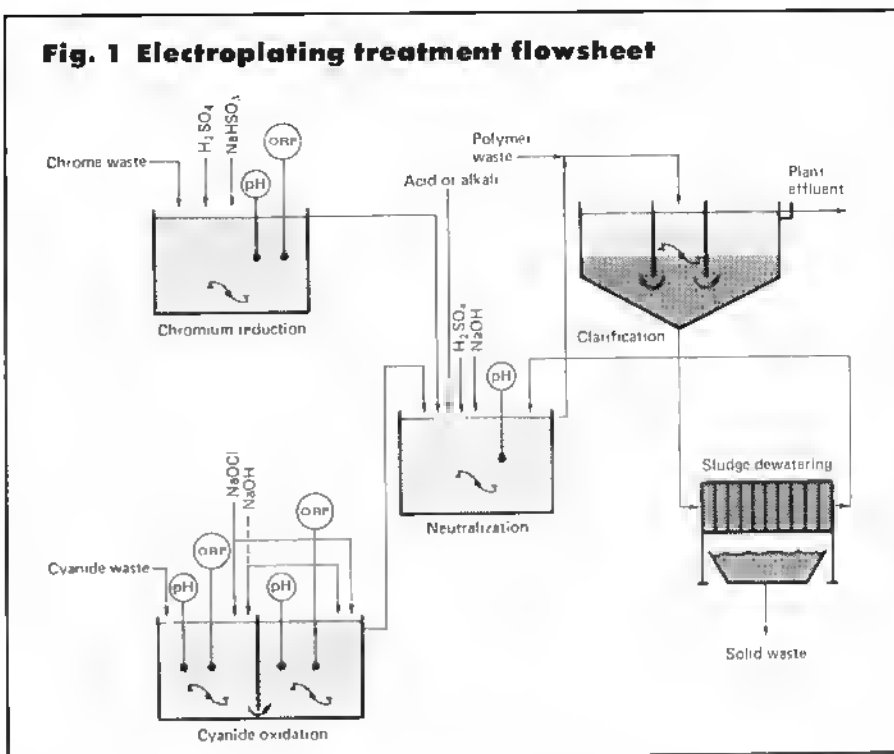 Fig. 1 Electroplating treatment flowsheet
Chrome waste
H₂SO₄
NaHSO₃
pH
ORP
Chromium reduction
Polymer
waste
Acid or alkali
Plant
effluent
Clarification
H₂SO₄
NaOH
pH
Neutralization
Sludge dewatering
Solid waste
Cyanide waste
pH
ORP
NaOCl
NaOH
pH
ORP
Cyanide oxidation